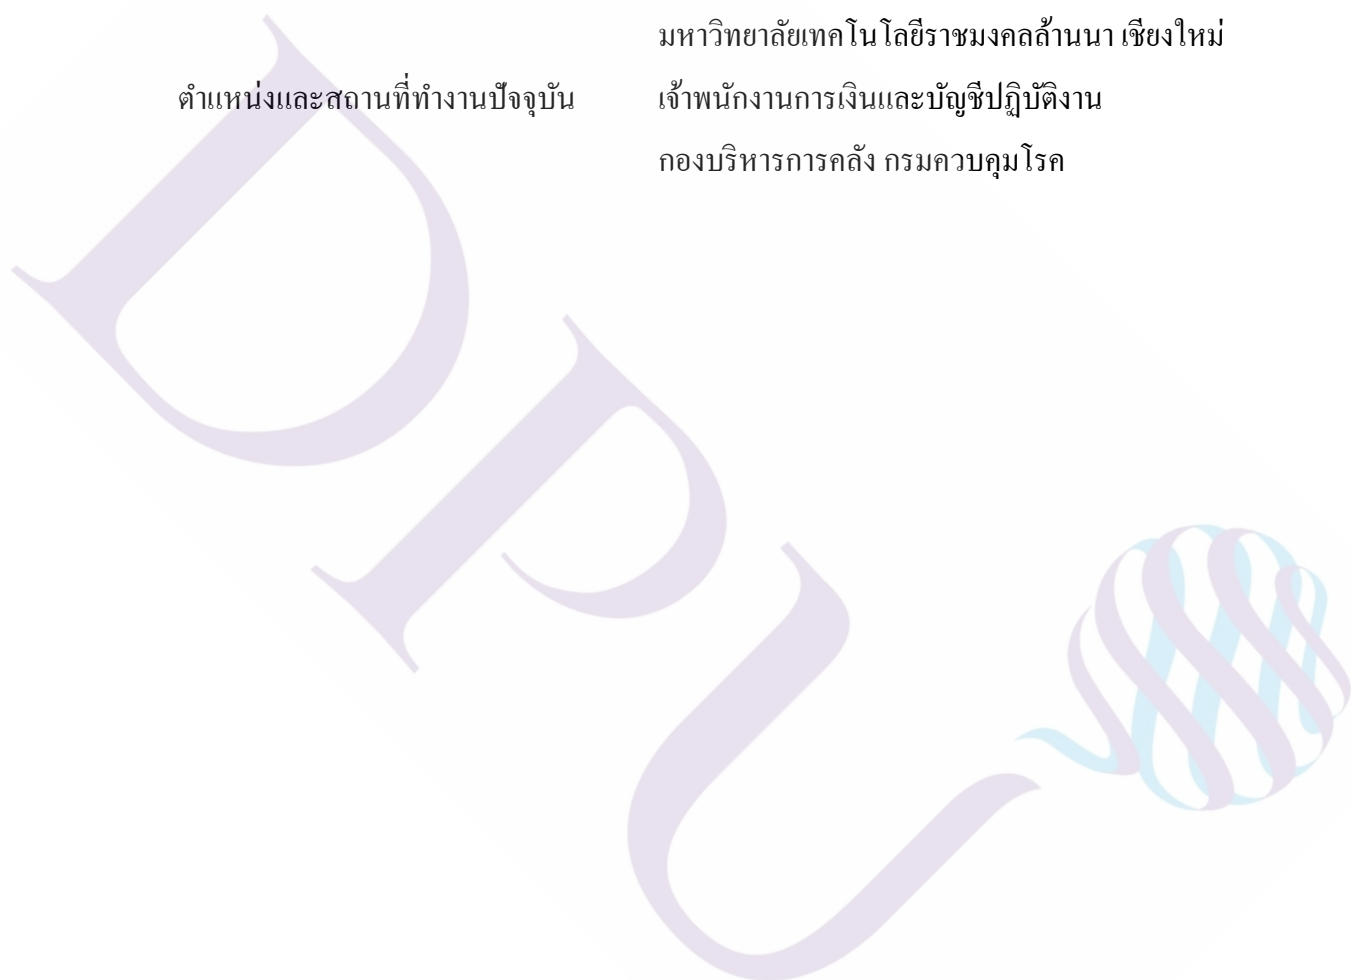 มหาวิทยาลัยเทคโนโลยีราชมงคลล้านนา เชียงใหม่
ตำแหน่งและสถานที่ทำงานปัจจุบัน เจ้าพนักงานการเงินและบัญชีปฏิบัติงาน
กองบริหารการคลัง กรมควบคุมโรค
DPU